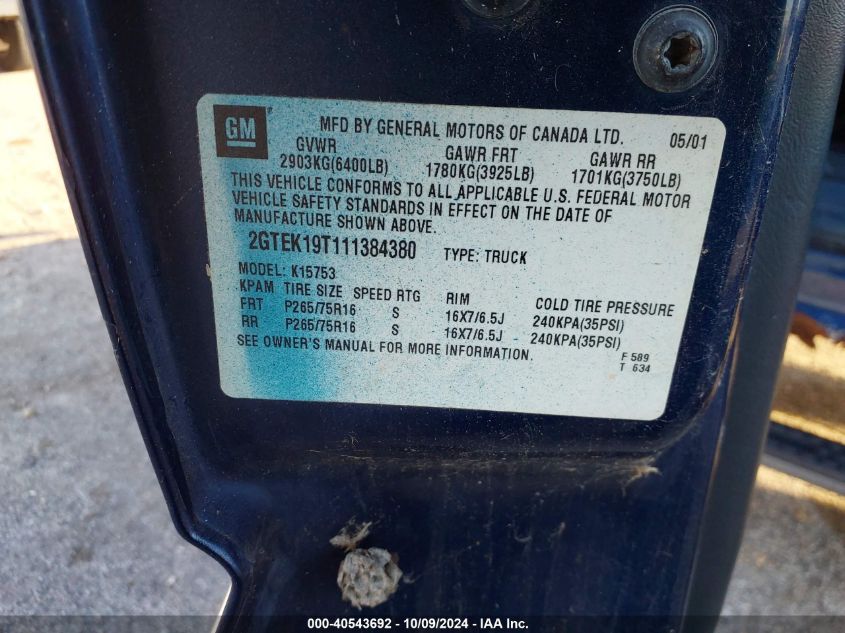 GM
MFD BY GENERAL MOTORS OF CANADA LTD. 05/01
GVWR GAWR FRT GAWR RR
2903KG(6400LB) 1780KG(3925LB) 1701KG(3750LB)
THIS VEHICLE CONFORMS TO ALL APPLICABLE U.S. FEDERAL MOTOR
VEHICLE SAFETY STANDARDS IN EFFECT ON THE DATE OF
MANUFACTURE SHOWN ABOVE.
2GTEK19T111384380 TYPE: TRUCK
MODEL: K15753
KPAM TIRE SIZE SPEED RTG RIM COLD TIRE PRESSURE
FRT P265/75R16 S 16X7/6.5J 240KPA(35PSI)
RR P265/75R16 S 16X7/6.5J 240KPA(35PSI)
SEE OWNER'S MANUAL FOR MORE INFORMATION.
F 589
T 634
000-40543692 - 10/09/2024 - IAA Inc.